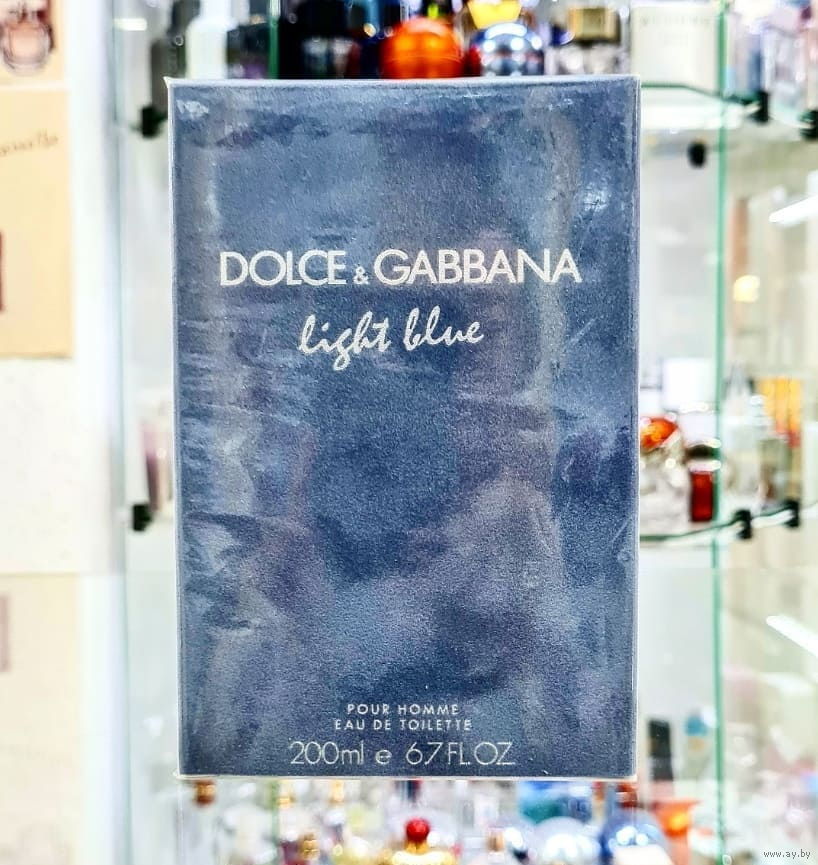 DOLCE & GABBANA
light blue
POUR HOMME
EAU DE TOILETTE
200ml e 6.7 FL.OZ
www.ay.by